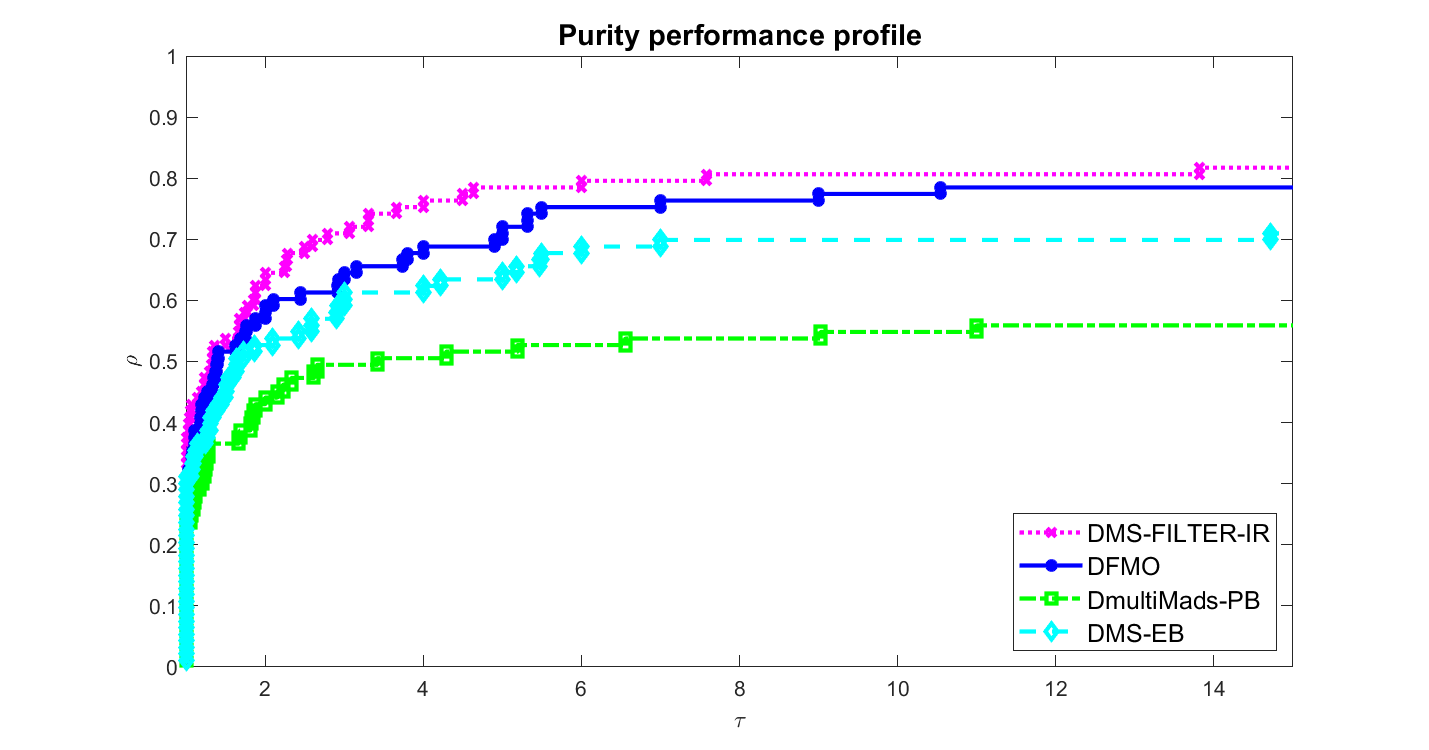 Purity performance profile
1
0.9
0.8
0.7
0.6
0.5
0.4
0.3
0.2
0.1
0
ρ
2 4 6 8 10 12 14
τ
DMS-FILTER-IR
DFMO
DmultiMads-PB
DMS-EB